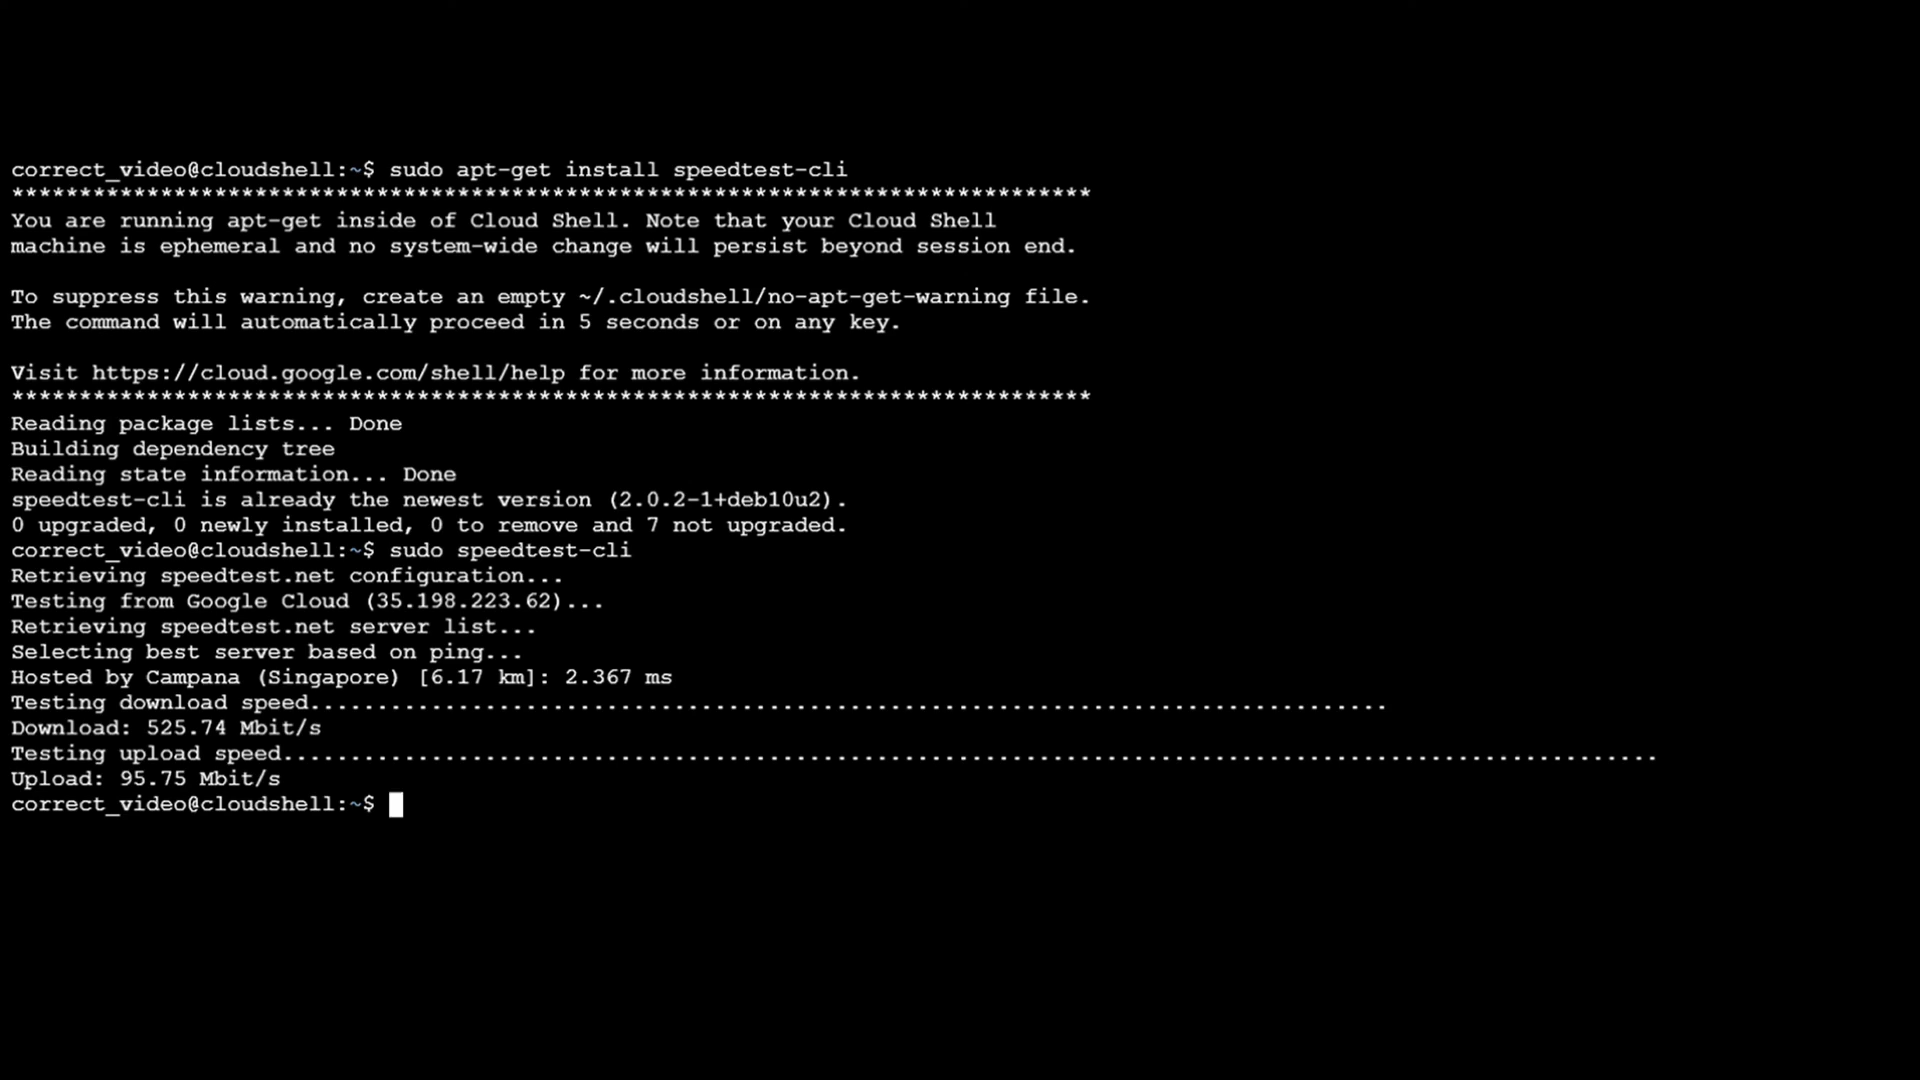 correct_video@cloudshell:~$ sudo apt-get install speedtest-cli
********************************************************************************
You are running apt-get inside of Cloud Shell. Note that your Cloud Shell
machine is ephemeral and no system-wide change will persist beyond session end.
To suppress this warning, create an empty ~/.cloudshell/no-apt-get-warning file.
The command will automatically proceed in 5 seconds or on any key.
Visit https://cloud.google.com/shell/help for more information.
********************************************************************************
Reading package lists... Done
Building dependency tree
Reading state information... Done
speedtest-cli is already the newest version (2.0.2-1+deb10u2).
0 upgraded, 0 newly installed, 0 to remove and 7 not upgraded.
correct_video@cloudshell:~$ sudo speedtest-cli
Retrieving speedtest.net configuration...
Testing from Google Cloud (35.198.223.62)...
Retrieving speedtest.net server list...
Selecting best server based on ping...
Hosted by Campana (Singapore) [6.17 km]: 2.367 ms
Testing download speed................................................................................
Download: 525.74 Mbit/s
Testing upload speed......................................................................................................
Upload: 95.75 Mbit/s
correct_video@cloudshell:~$